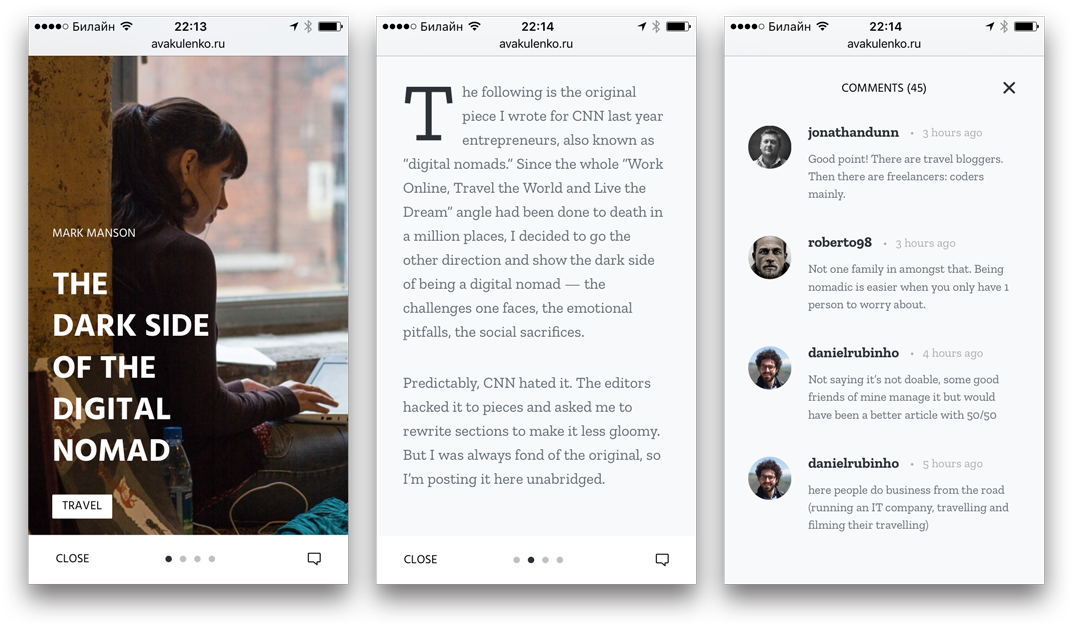 Билайн 22:13
avakulenko.ru
MARK MANSON
THE
DARK SIDE
OF THE
DIGITAL
NOMAD
TRAVEL
CLOSE
Билайн 22:14
avakulenko.ru
The following is the original
piece I wrote for CNN last year
entrepreneurs, also known as
“digital nomads.” Since the whole “Work
Online, Travel the World and Live the
Dream” angle had been done to death in
a million places, I decided to go the
other direction and show the dark side
of being a digital nomad — the
challenges one faces, the emotional
pitfalls, the social sacrifices.
Predictably, CNN hated it. The editors
hacked it to pieces and asked me to
rewrite sections to make it less gloomy.
But I was always fond of the original, so
I’m posting it here unabridged.
CLOSE
Билайн 22:14
avakulenko.ru
COMMENTS (45)
jonathandunn • 3 hours ago
Good point! There are travel bloggers.
Then there are freelancers: coders
mainly.
roberto98 • 3 hours ago
Not one family in amongst that. Being
nomadic is easier when you only have 1
person to worry about.
danielrubinho • 4 hours ago
Not saying it’s not doable, some good
friends of mine manage it but would
have been a better article with 50/50
danielrubinho • 5 hours ago
here people do business from the road
(running an IT company, travelling and
filming their travelling)